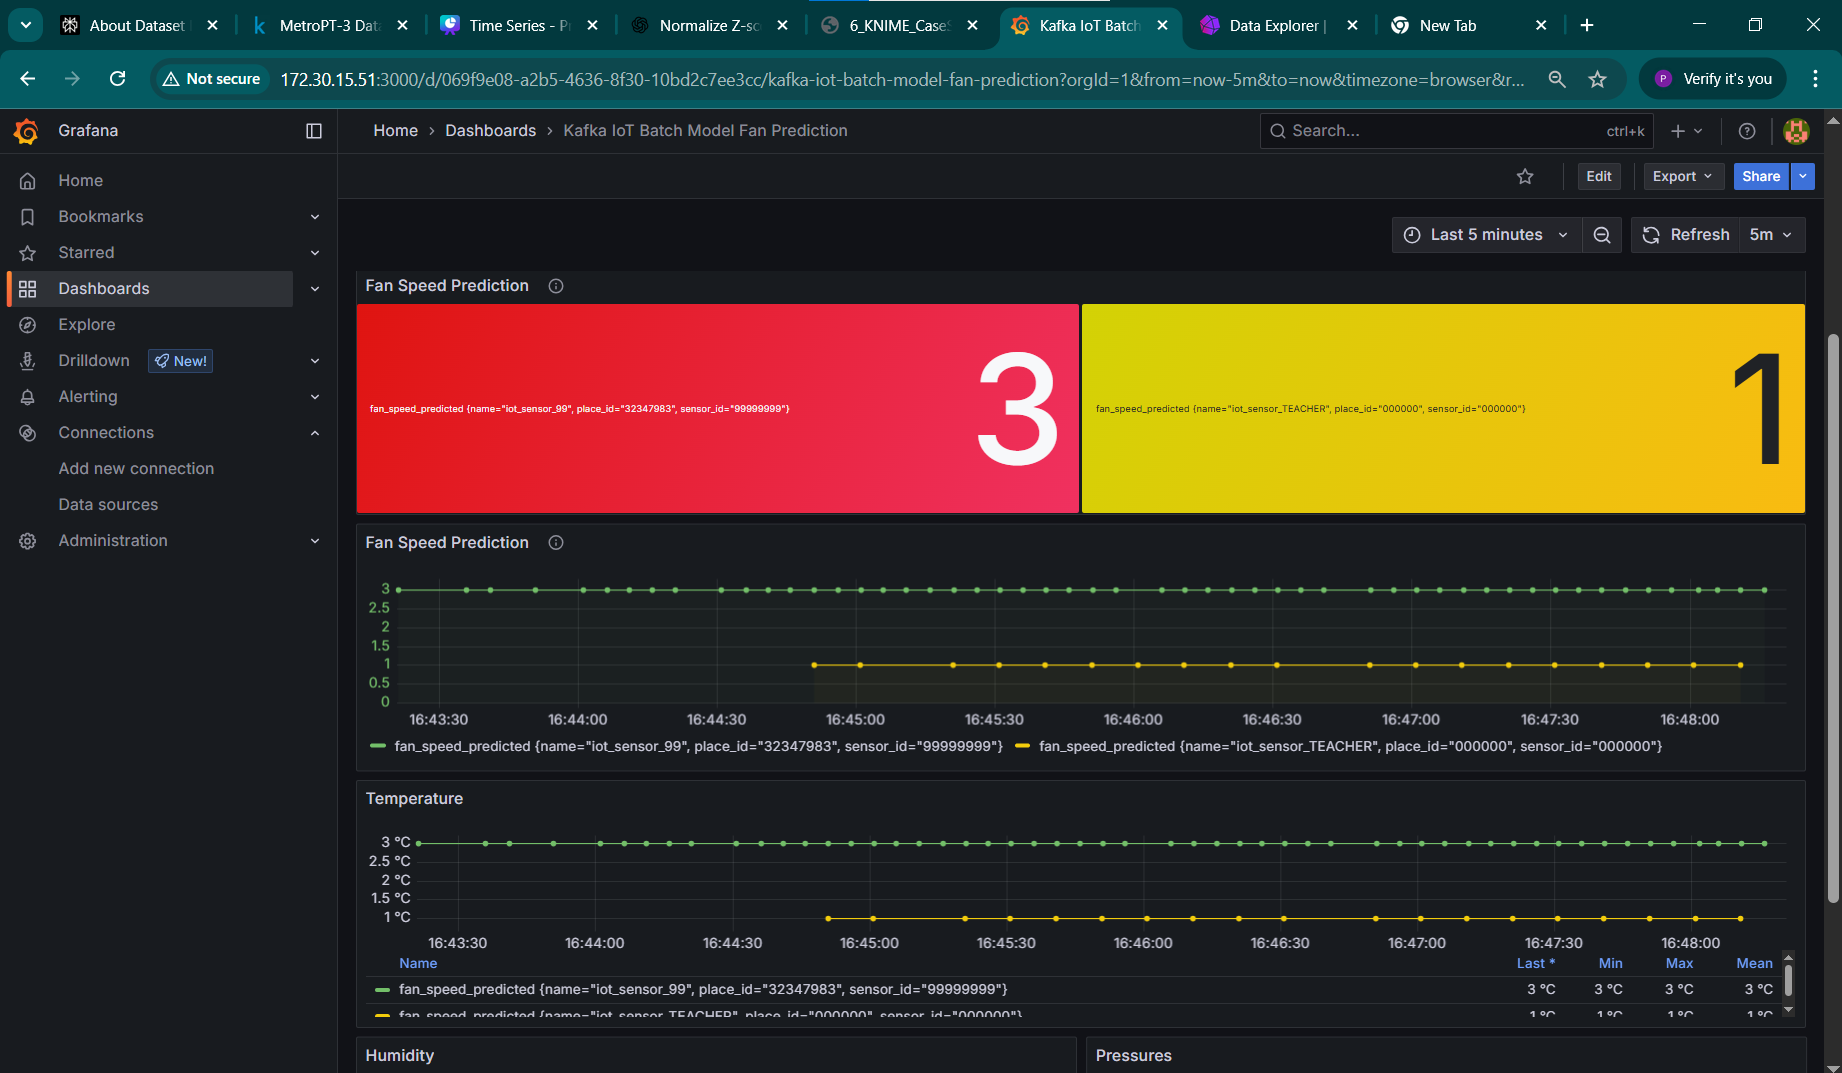 About Dataset
MetroPT-3 Dat
Time Series - P
Normalize Z-sc
6_KNIME_Case
Kafka IoT Batch
Data Explorer |
New Tab
Not secure
172.30.15.51:3000/d/069f9e08-a2b5-4636-8f30-10bd2c7ee3cc/kafka-iot-batch-model-fan-prediction?orgId=1&from=now-5m&to=now&timezone=browser&r...
P
Verify it's you
Grafana
Home › Dashboards › Kafka IoT Batch Model Fan Prediction
Search...
ctrl+k
Home
Bookmarks
Starred
Dashboards
Explore
Drilldown
New!
Alerting
Connections
Add new connection
Data sources
Administration
Edit
Export
Share
Last 5 minutes
Refresh
5m
Fan Speed Prediction
fan_speed_predicted {name="iot_sensor_99", place_id="32347983", sensor_id="99999999"}
3
fan_speed_predicted {name="iot_sensor_TEACHER", place_id="000000", sensor_id="000000"}
1
Fan Speed Prediction
3
2.5
2
1.5
1
0.5
0
16:43:30 16:44:00 16:44:30 16:45:00 16:45:30 16:46:00 16:46:30 16:47:00 16:47:30 16:48:00
fan_speed_predicted {name="iot_sensor_99", place_id="32347983", sensor_id="99999999"} fan_speed_predicted {name="iot_sensor_TEACHER", place_id="000000", sensor_id="000000"}
Temperature
3 °C
2.5 °C
2 °C
1.5 °C
1 °C
16:43:30 16:44:00 16:44:30 16:45:00 16:45:30 16:46:00 16:46:30 16:47:00 16:47:30 16:48:00
Name Last * Min Max Mean
fan_speed_predicted {name="iot_sensor_99", place_id="32347983", sensor_id="99999999"} 3 °C 3 °C 3 °C 3 °C
fan_speed_predicted {name="iot_sensor_TEACHER", place_id="000000", sensor_id="000000"} 1 °C 1 °C 1 °C 1 °C
Humidity
Pressures